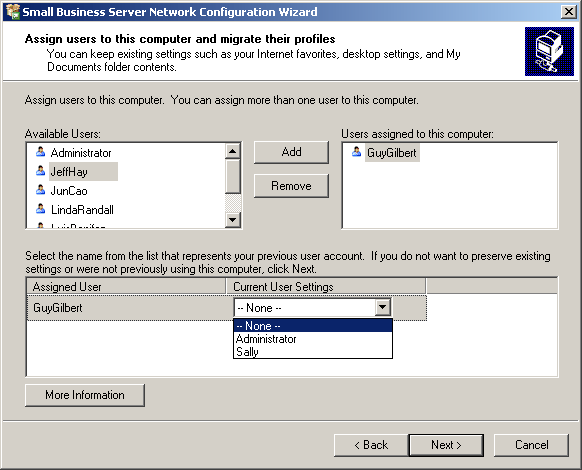 Small Business Server Network Configuration Wizard
Assign users to this computer and migrate their profiles
You can keep existing settings such as your Internet favorites, desktop settings, and My
Documents folder contents.
Assign users to this computer. You can assign more than one user to this computer.
Available Users:
Administrator
JeffHay
JunCao
LindaRandall
Add
Remove
Users assigned to this computer:
GuyGilbert
Select the name from the list that represents your previous user account. If you do not want to preserve existing
settings or were not previously using this computer, click Next.
Assigned User Current User Settings
GuyGilbert -- None --
-- None --
Administrator
Sally
More Information
< Back Next > Cancel